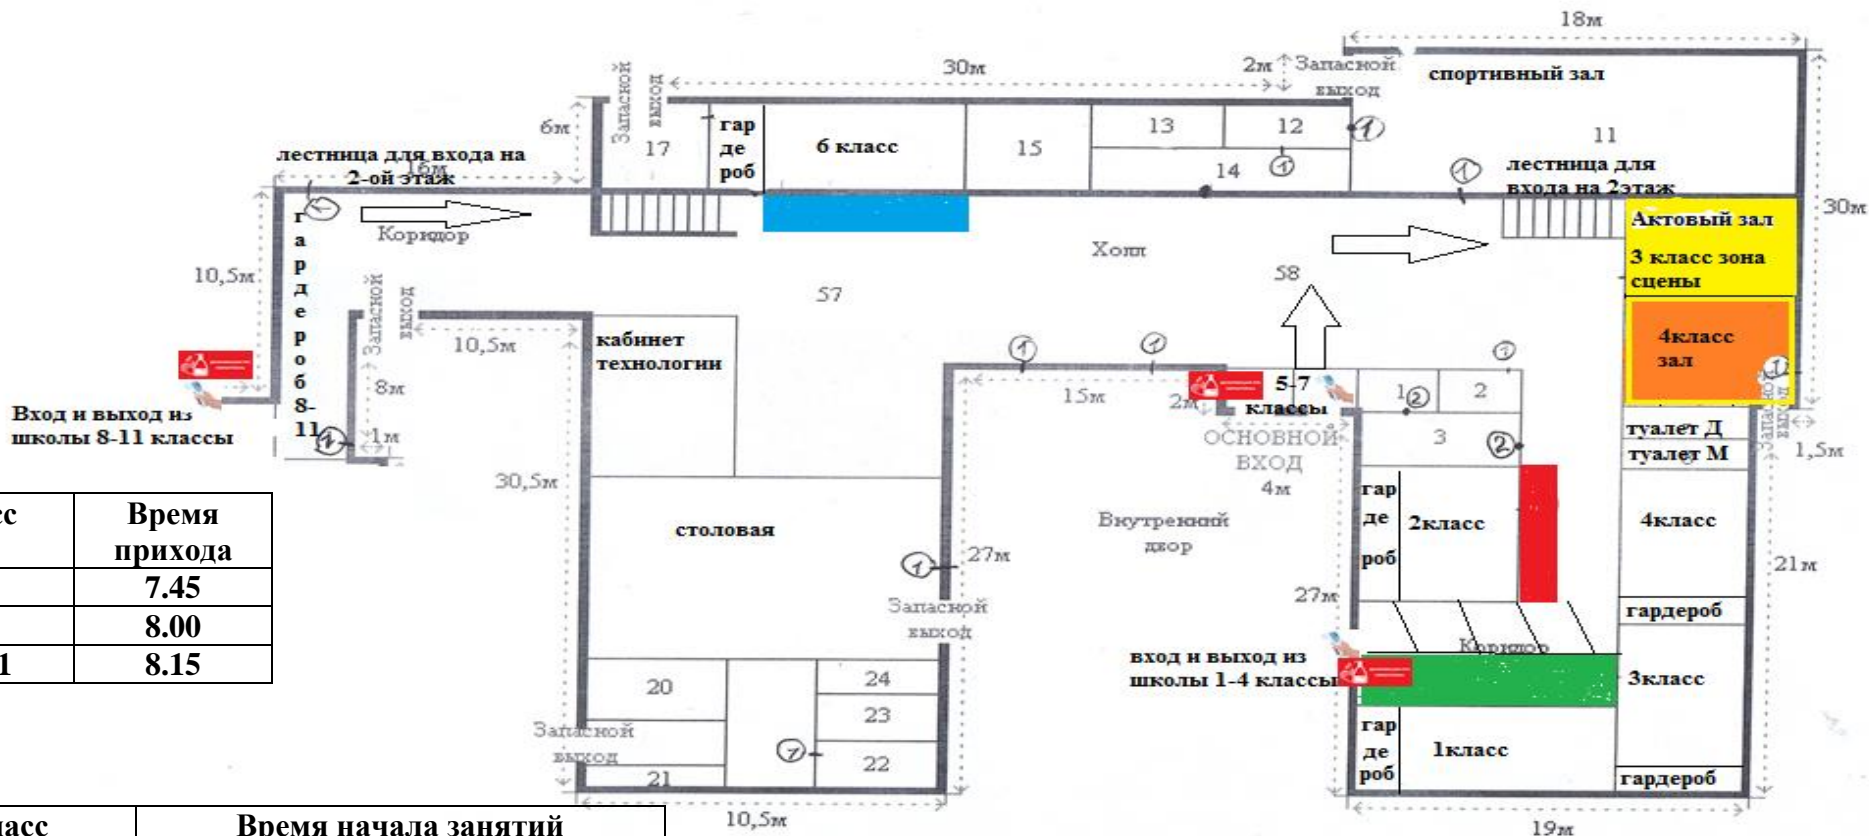 18м
30м
2м
Запасной
выход
спортивный зал
Запасной
выход
6м
17
гар
де
роб
6 класс
15
13
12
14
11
лестница для входа на
16м
2-ой этаж
лестница для
входа на 2этаж
30м
гардероб 8-11
Коридор
Холл
57
58
Актовый зал
3 класс зона
сцены
10,5м
Запасной
выход
Запасной
выход
10,5м
8м
1м
кабинет
технологии
4класс
зал
15м
2м
5-7
классы
1
2
3
ОСНОВНОЙ
ВХОД
4м
Вход и выход из
школы 8-11 классы
туалет Д
туалет М
Запасной
выход
1,5м
30,5м
столовая
Внутренний
двор
27м
27м
гар
де
роб
2класс
4класс
21м
Время
прихода
7.45
8.00
8.15
Запасной
выход
гардероб
Коридор
вход и выход из
школы 1-4 классы
3класс
20
24
23
22
21
Запасной
выход
гар
де
роб
1класс
гардероб
10,5м
19м
Время начала занятий